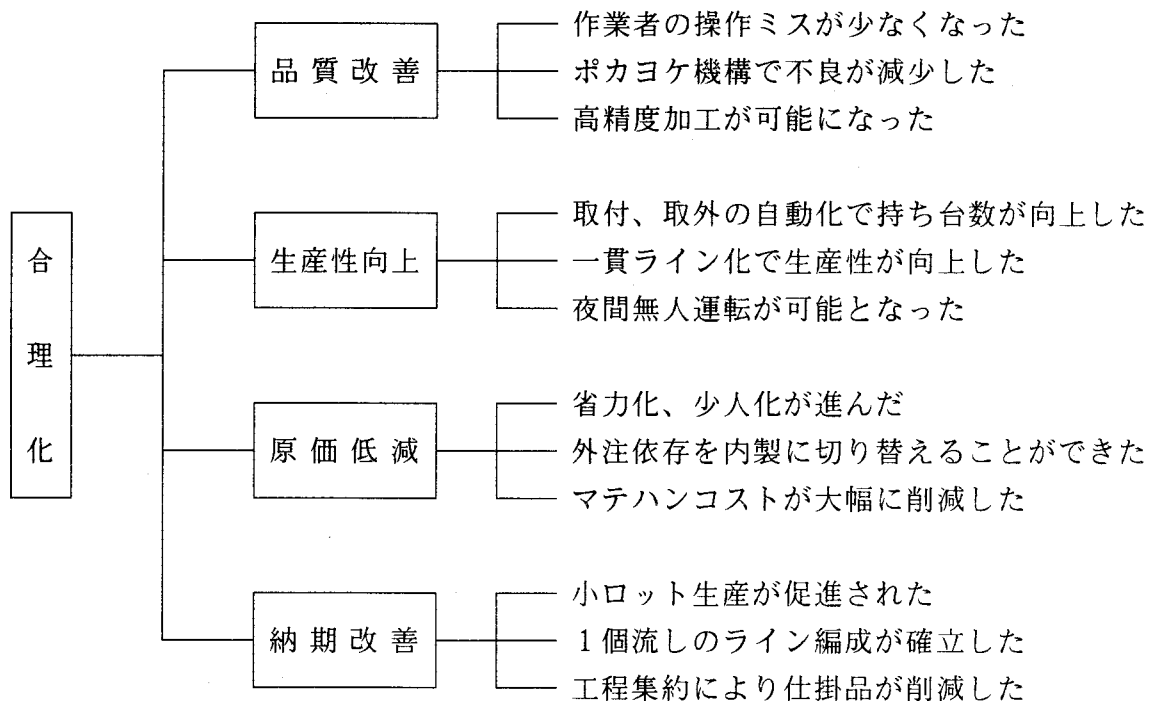 合理化
品質改善
作業者の操作ミスが少なくなった
ポカヨケ機構で不良が減少した
高精度加工が可能になった
生産性向上
取付、取外の自動化で持ち台数が向上した
一貫ライン化で生産性が向上した
夜間無人運転が可能となった
原価低減
省力化、少人化が進んだ
外注依存を内製に切り替えることができた
マテハンコストが大幅に削減した
納期改善
小ロット生産が促進された
1個流しのライン編成が確立した
工程集約により仕掛品が削減した